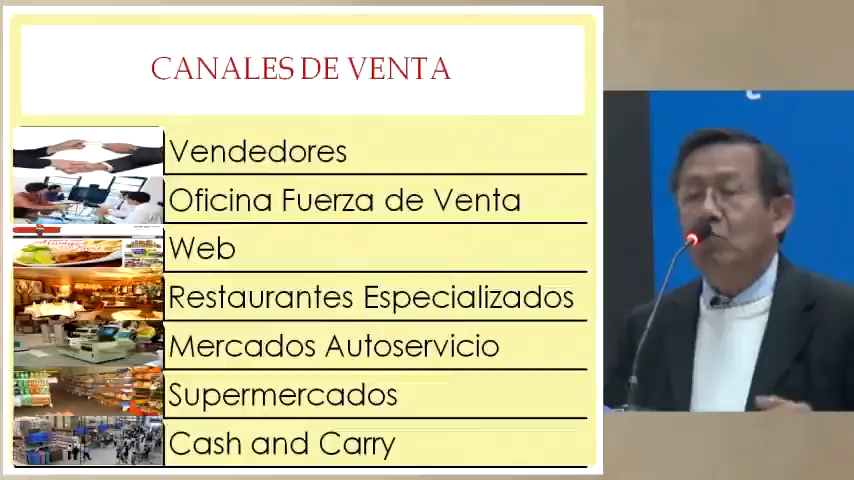 CANALES DE VENTA
Vendedores
Oficina Fuerza de Venta
Web
Restaurantes Especializados
Mercados Autoservicio
Supermercados
Cash and Carry